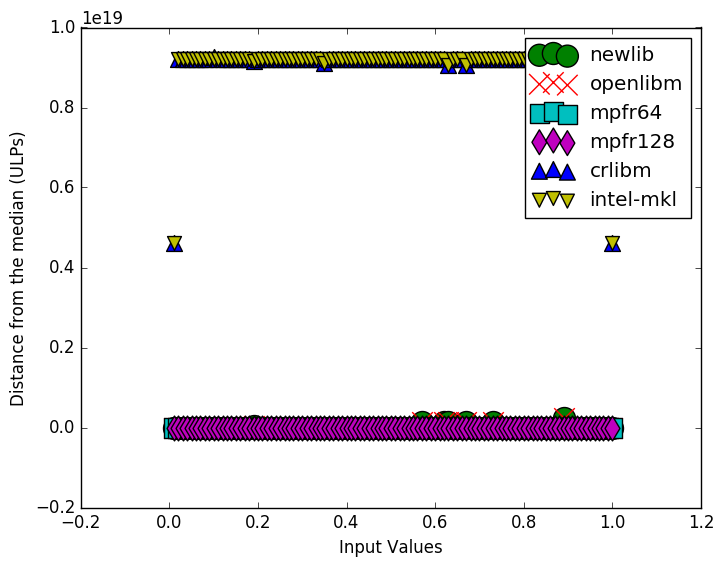 1e19
1.0
0.8
0.6
0.4
0.2
0.0
−0.2
−0.2 0.0 0.2 0.4 0.6 0.8 1.0 1.2
Input Values
Distance from the median (ULPs)
newlib
openlibm
mpfr64
mpfr128
crlibm
intel-mkl